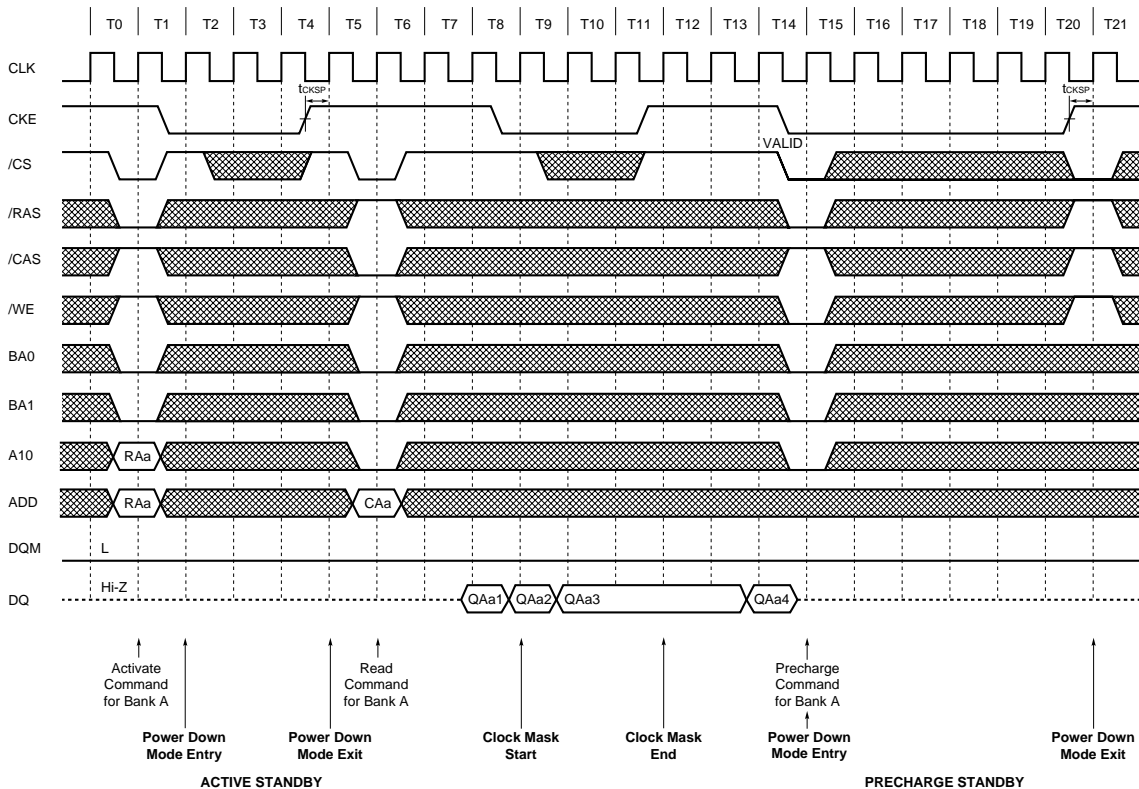 T0 T1 T2 T3 T4 T5 T6 T7 T8 T9 T10 T11 T12 T13 T14 T15 T16 T17 T18 T19 T20 T21
CLK
tCKSP tCKSP
CKE
VALID
/CS
/RAS
/CAS
/WE
BA0
BA1
A10 RAa
ADD RAa CAa
DQM L
Hi-Z
DQ QAa1 QAa2 QAa3 QAa4
Activate
Command
for Bank A
Read
Command
for Bank A
Precharge
Command
for Bank A
Power Down
Mode Entry
Power Down
Mode Exit
Clock Mask
Start
Clock Mask
End
Power Down
Mode Entry
Power Down
Mode Exit
ACTIVE STANDBY
PRECHARGE STANDBY